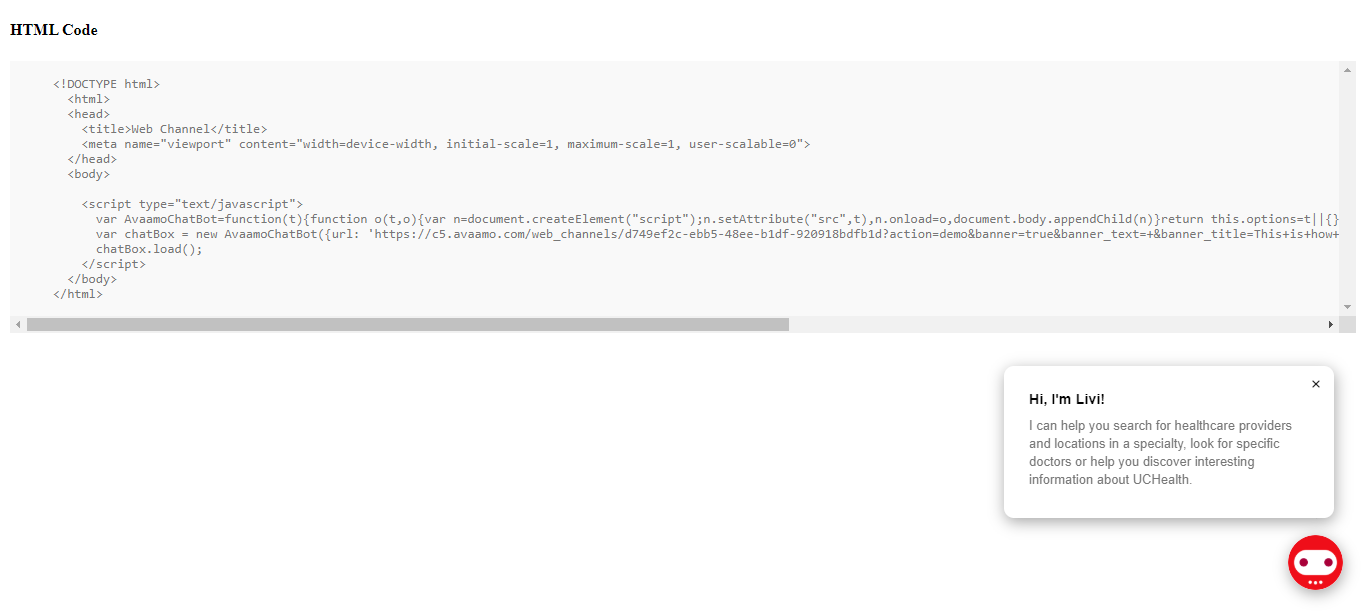 HTML Code
<!DOCTYPE html>
<html>
<head>
<title>Web Channel</title>
<meta name="viewport" content="width=device-width, initial-scale=1, maximum-scale=1, user-scalable=0">
</head>
<body>
<script type="text/javascript">
var AvaamoChatBot=function(t){function o(t,o){var n=document.createElement("script");n.setAttribute("src",t),n.onload=o,document.body.appendChild(n)}return this.options=t||{}
var chatBox = new AvaamoChatBot({url: 'https://c5.avaamo.com/web_channels/d749ef2c-ebb5-48ee-b1df-920918bdfb1d?action=demo&banner=true&banner_text=+&banner_title=This+is+how+
chatBox.load();
</script>
</body>
</html>
×
Hi, I'm Livi!
I can help you search for healthcare providers
and locations in a specialty, look for specific
doctors or help you discover interesting
information about UCHealth.